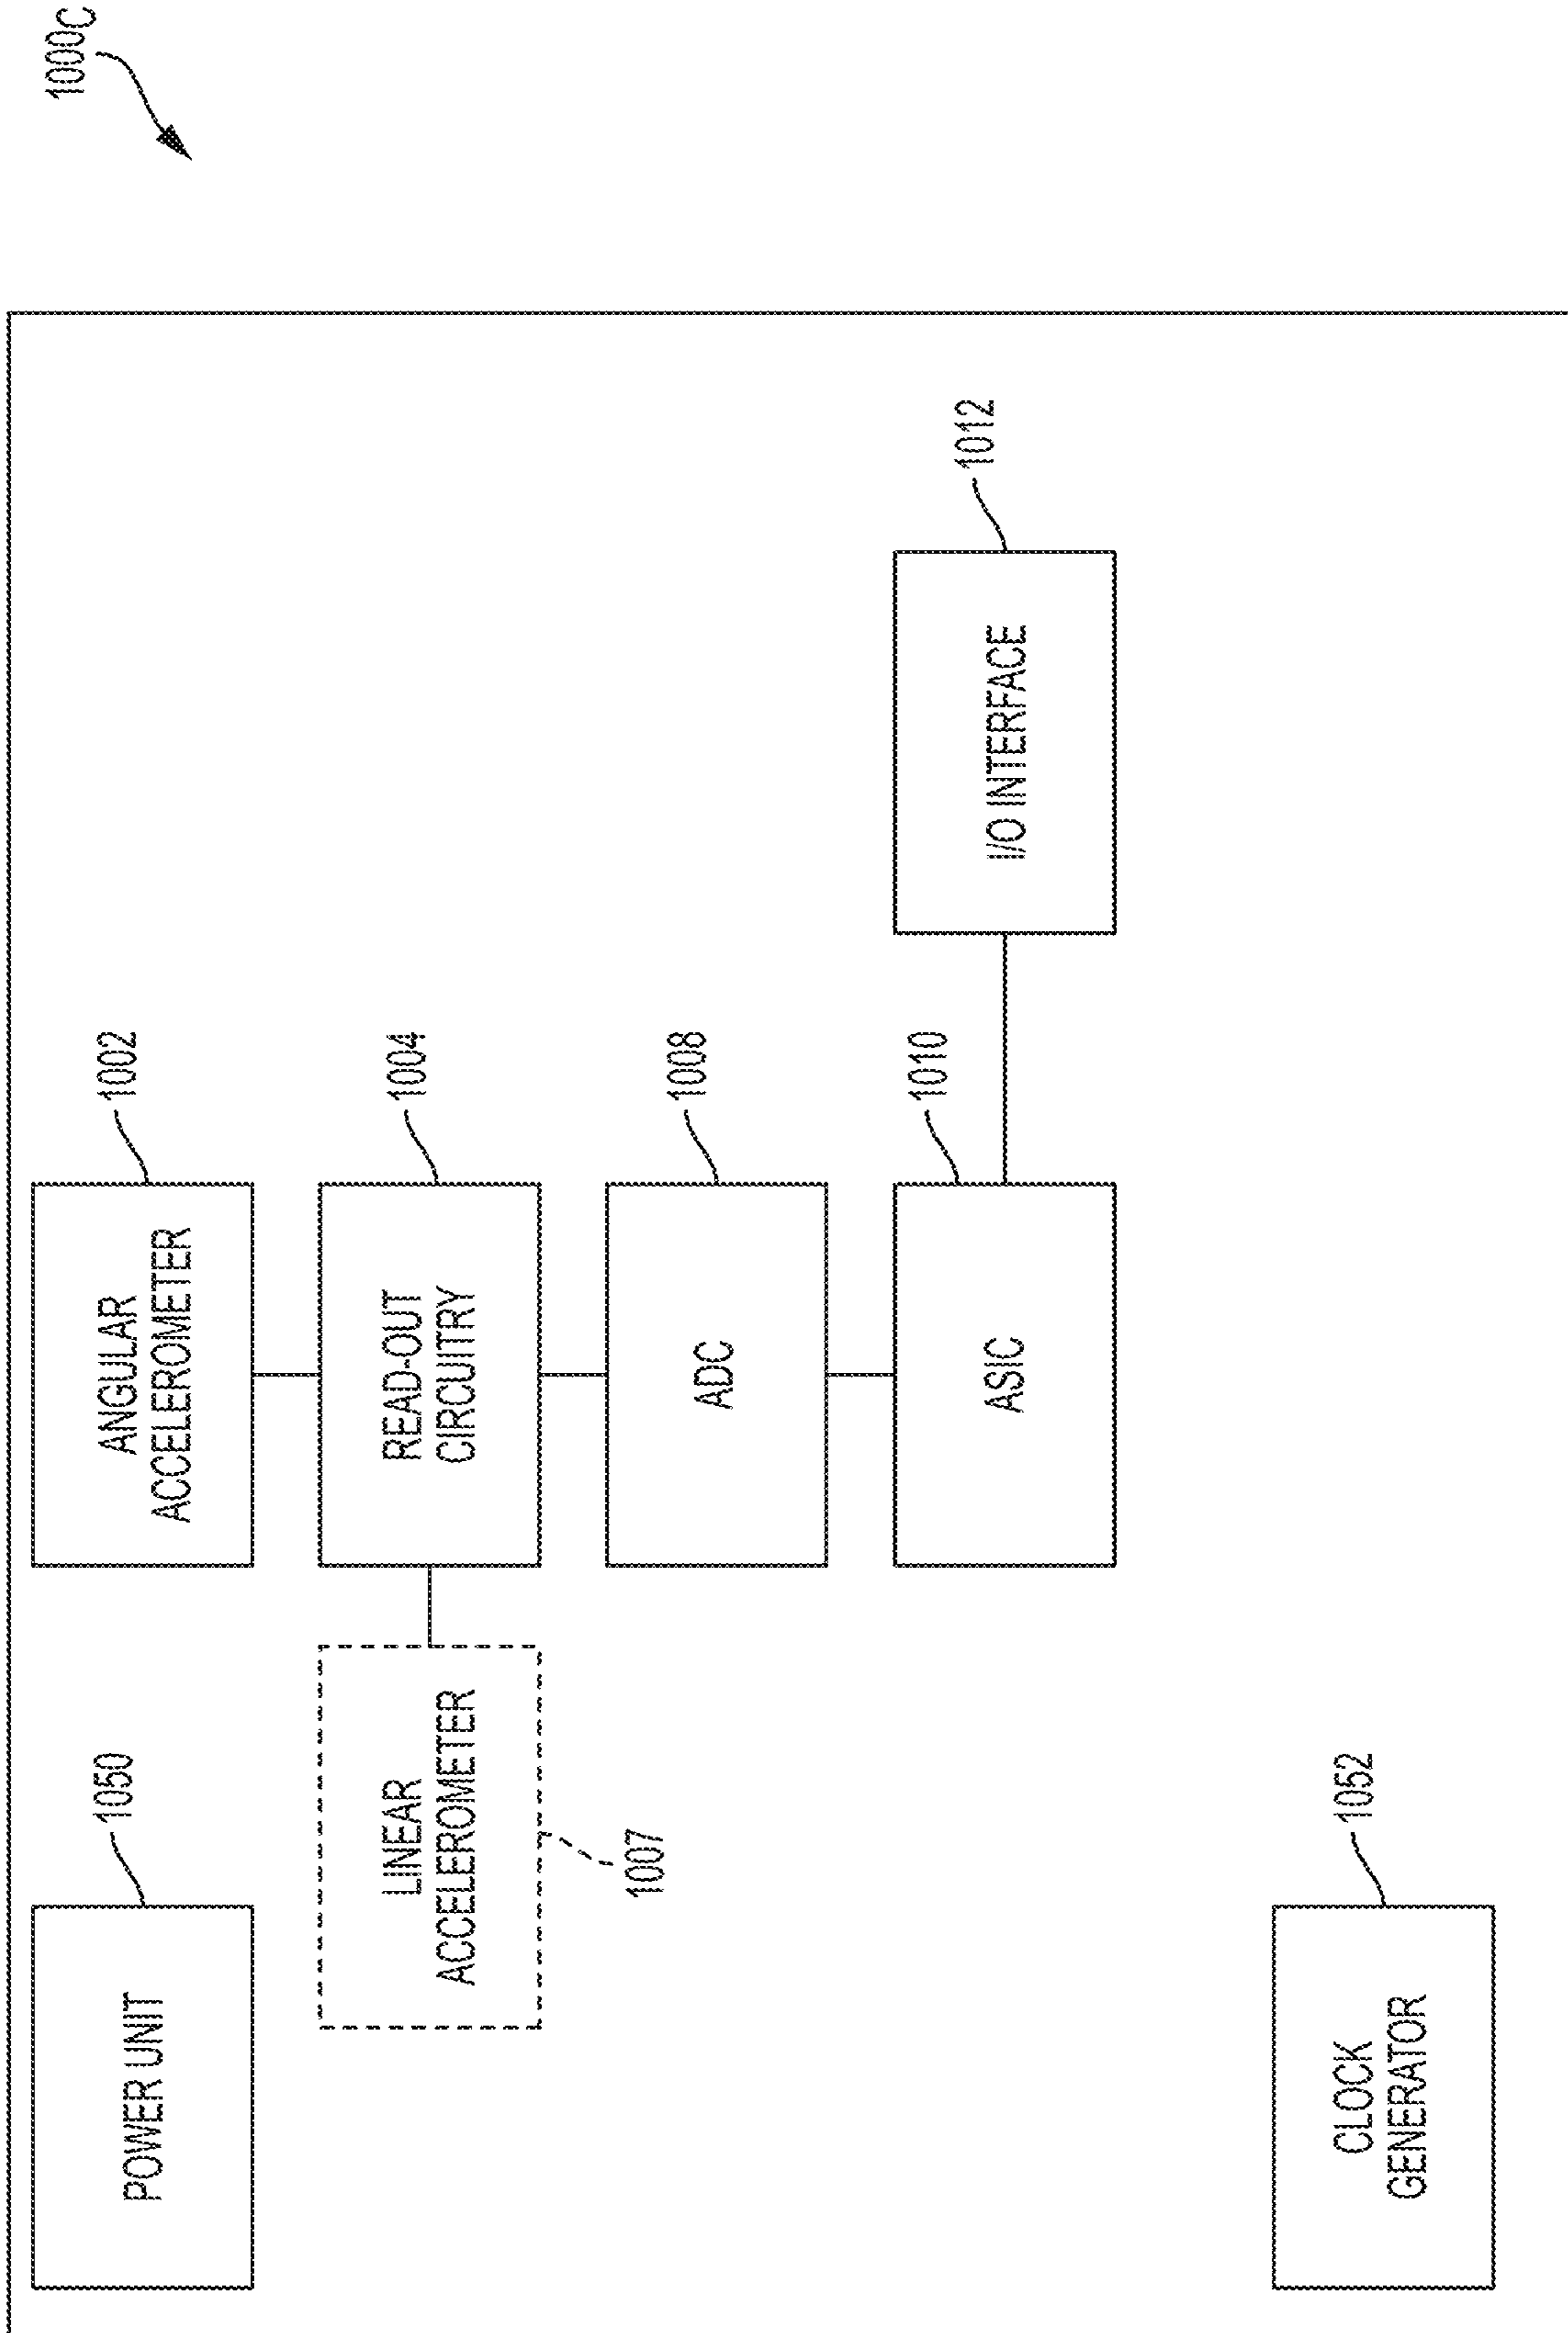 1000C
POWER UNIT
1050
ANGULAR
ACCELEROMETER
1002
LINEAR
ACCELEROMETER
1007
READ-OUT
CIRCUITRY
1004
ADC
1008
ASIC
1010
I/O INTERFACE
1012
CLOCK
GENERATOR
1052